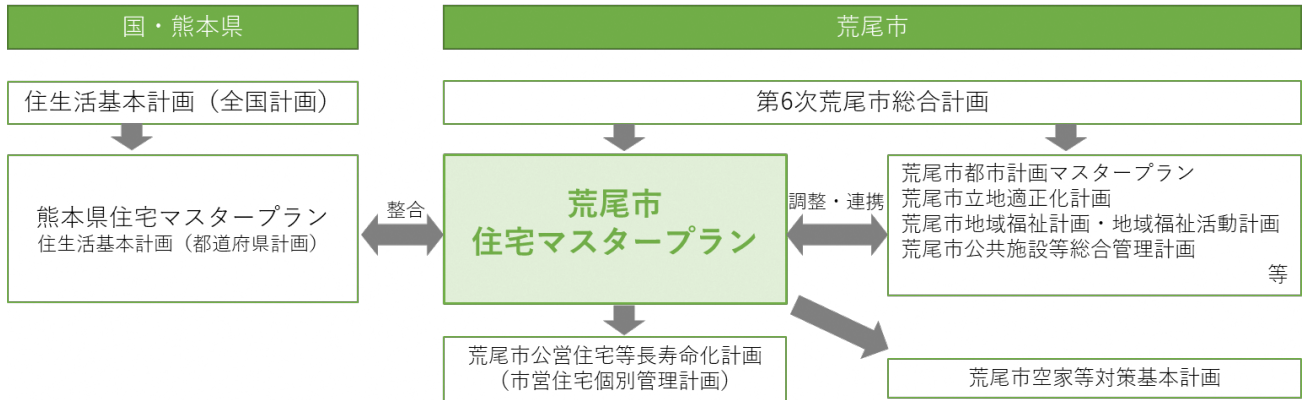 国・熊本県
荒尾市
住生活基本計画（全国計画）
第6次荒尾市総合計画
熊本県住宅マスタープラン
住生活基本計画（都道府県計画）
整合
荒尾市
住宅マスタープラン
調整・連携
荒尾市都市計画マスタープラン
荒尾市立地適正化計画
荒尾市地域福祉計画・地域福祉活動計画
荒尾市公共施設等総合管理計画
等
荒尾市公営住宅等長寿命化計画
（市営住宅個別管理計画）
荒尾市空家等対策基本計画